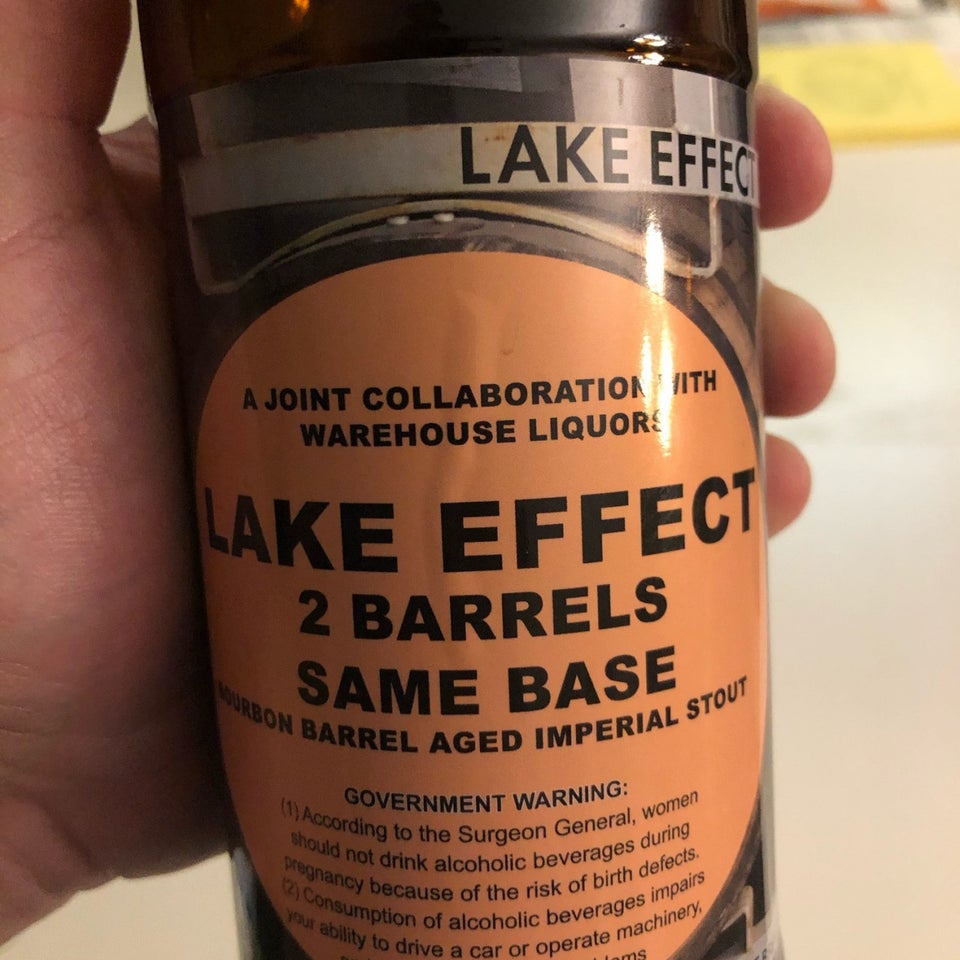 LAKE EFFECT
A JOINT COLLABORATION WITH
WAREHOUSE LIQUORS
LAKE EFFECT
2 BARRELS
SAME BASE
BOURBON BARREL AGED IMPERIAL STOUT
GOVERNMENT WARNING:
(1) According to the Surgeon General, women
should not drink alcoholic beverages during
pregnancy because of the risk of birth defects.
(2) Consumption of alcoholic beverages impairs
your ability to drive a car or operate machinery,